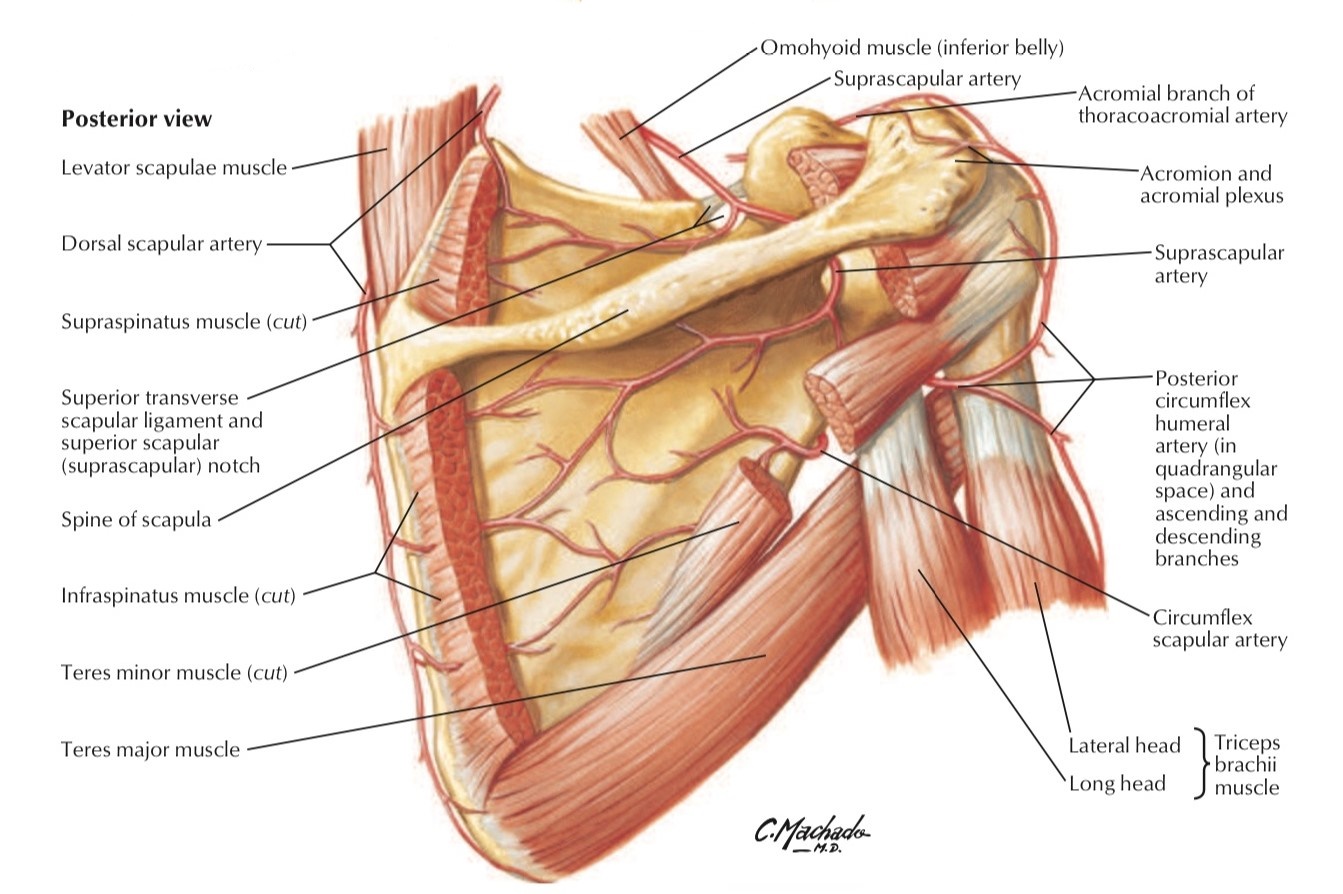 Posterior view
Levator scapulae muscle
Dorsal scapular artery
Supraspinatus muscle (cut)
Superior transverse
scapular ligament and
superior scapular
(suprascapular) notch
Spine of scapula
Infraspinatus muscle (cut)
Teres minor muscle (cut)
Teres major muscle
Omohyoid muscle (inferior belly)
Suprascapular artery
Acromial branch of
thoracoacromial artery
Acromion and
acromial plexus
Suprascapular
artery
Posterior
circumflex
humeral
artery (in
quadrangular
space) and
ascending and
descending
branches
Circumflex
scapular artery
Lateral head
Long head
Triceps
brachii
muscle
C.Machado
M.D.